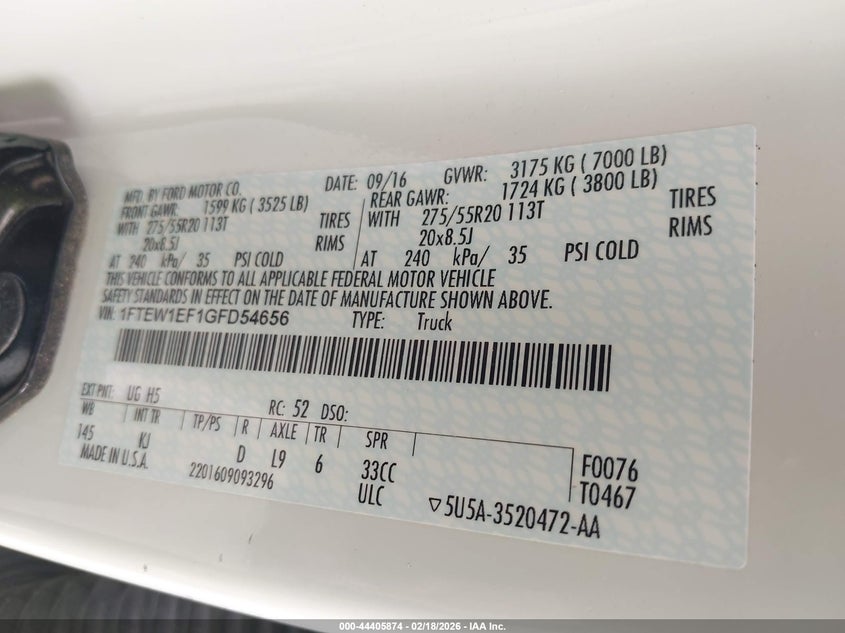 MFD. BY FORD MOTOR CO. DATE: 09/16 GVWR: 3175 KG ( 7000 LB)
FRONT GAWR: 1599 KG ( 3525 LB) REAR GAWR: 1724 KG ( 3800 LB)
WITH 275/55R20 113T TIRES WITH 275/55R20 113T TIRES
20x8.5J RIMS 20x8.5J RIMS
AT 240 kPa/ 35 PSI COLD AT 240 kPa/ 35 PSI COLD
THIS VEHICLE CONFORMS TO ALL APPLICABLE FEDERAL MOTOR VEHICLE
SAFETY STANDARDS IN EFFECT ON THE DATE OF MANUFACTURE SHOWN ABOVE.
VIN: 1FTEW1EF1GFD54656 TYPE: Truck
EXT PNT: UG H5 RC: 52 DSO:
WB INT TR TP/PS R AXLE TR SPR
145 KJ D L9 6 33CC F0076
MADE IN U.S.A. 2201609093296 ULC T0467
▽5U5A-3520472-AA
000-44405874 - 02/18/2026 - IAA Inc.